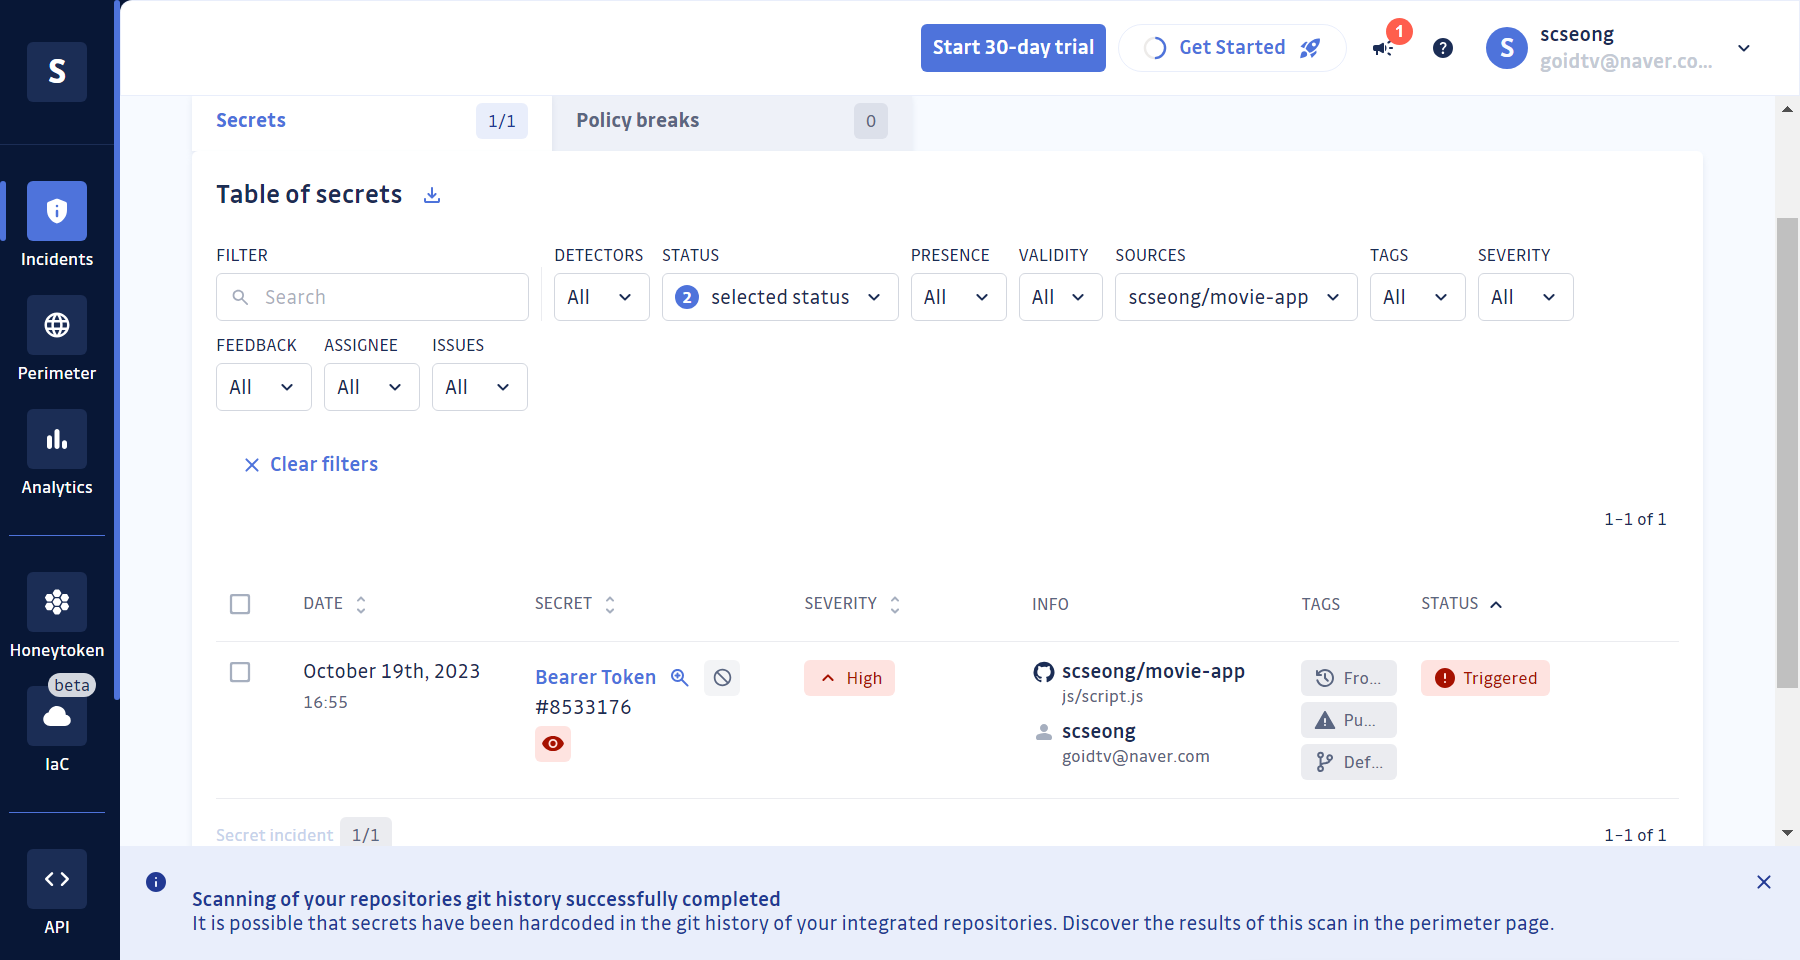 S
Start 30-day trial
Get Started
1
?
S
scseong
goidtv@naver.co...
Incidents
Perimeter
Analytics
Honeytoken
beta
IaC
API
Secrets
1/1
Policy breaks
0
Table of secrets
FILTER
DETECTORS
STATUS
PRESENCE
VALIDITY
SOURCES
TAGS
SEVERITY
Search
All
2 selected status
All
All
scseong/movie-app
All
All
FEEDBACK
ASSIGNEE
ISSUES
All
All
All
Clear filters
1-1 of 1
DATE
SECRET
SEVERITY
INFO
TAGS
STATUS
October 19th, 2023
16:55
Bearer Token
#8533176
High
scseong/movie-app
js/script.js
scseong
goidtv@naver.com
Fro...
Pu...
Def...
Triggered
Secret incident
1/1
1-1 of 1
Scanning of your repositories git history successfully completed
It is possible that secrets have been hardcoded in the git history of your integrated repositories. Discover the results of this scan in the perimeter page.